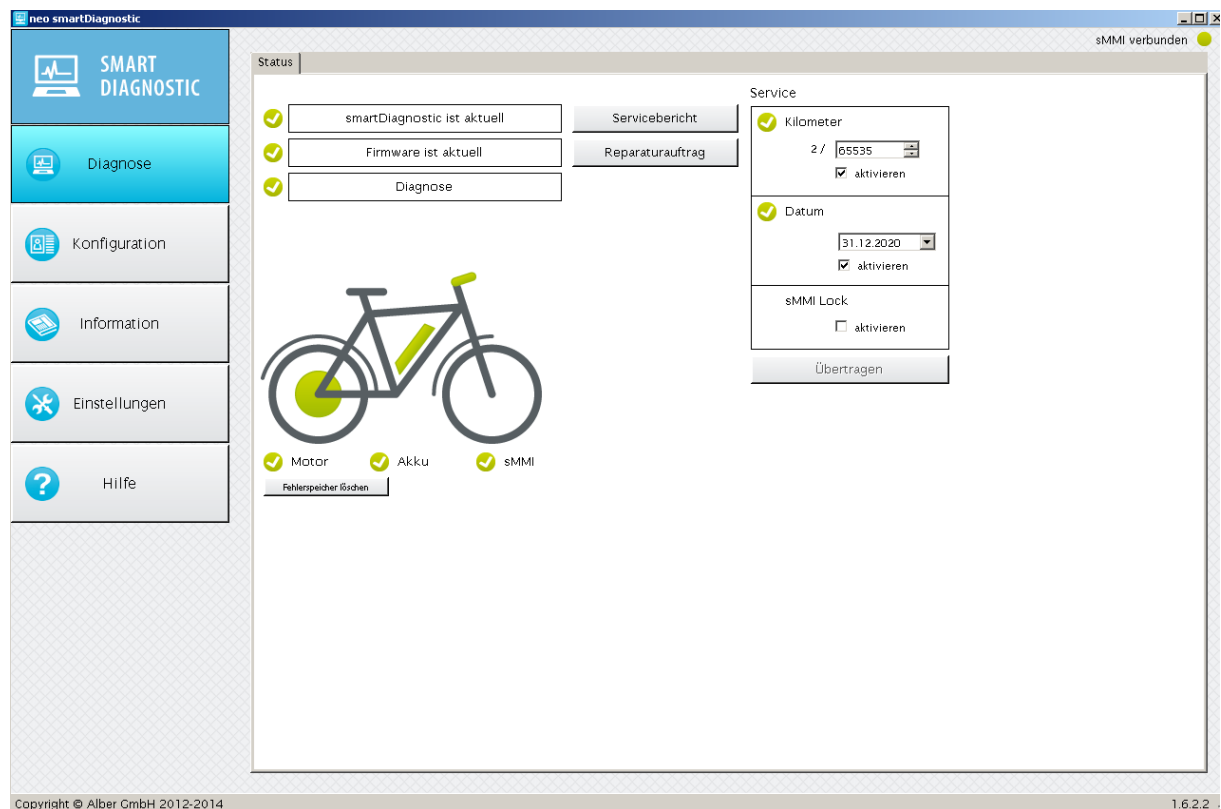 neo smartDiagnostic
sMMI verbunden
SMART
DIAGNOSTIC
Diagnose
Konfiguration
Information
Einstellungen
? Hilfe
Status
smartDiagnostic ist aktuell
Firmware ist aktuell
Diagnose
Servicebericht
Reparaturauftrag
Motor Akku sMMI
Fehlerspeicher löschen
Service
Kilometer
2 / 65535
aktivieren
Datum
31.12.2020
aktivieren
sMMI Lock
aktivieren
Übertragen
Copyright © Alber GmbH 2012-2014
1.6.2.2